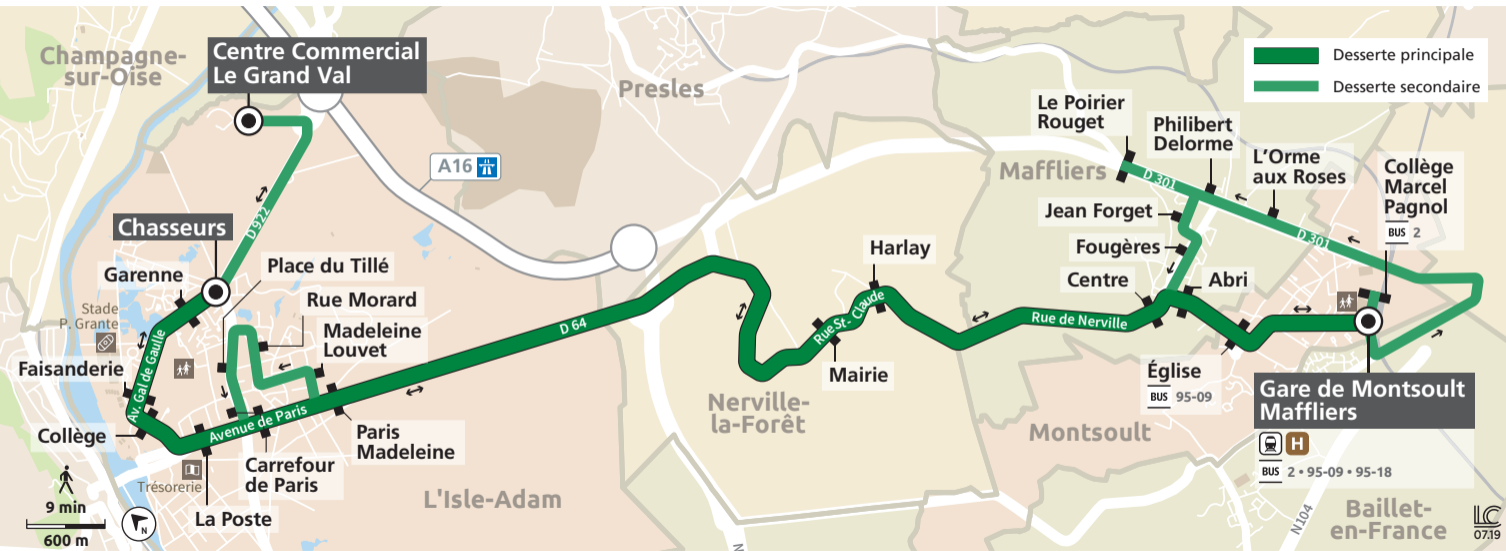 Champagne-
sur-Oise
Centre Commercial
Le Grand Val
Presles
A16
D 922
Chasseurs
Garenne
Stade
P. Grante
Place du Tillé
Rue Morard
Madeleine
Louvet
Faisanderie
Av. Gal de Gaulle
Collège
Avenue de Paris
D 64
Paris
Madeleine
Carrefour
de Paris
Trésorerie
La Poste
L'Isle-Adam
9 min
600 m
N
Harlay
Rue St- Claude
Mairie
Nerville-
la-Forêt
N
Desserte principale
Desserte secondaire
Le Poirier
Rouget
Philibert
Delorme
L'Orme
aux Roses
Collège
Marcel
Pagnol
BUS 2
Maffliers
D 301
D 301
Jean Forget
Fougères
Centre
Abri
Rue de Nerville
Église
BUS 95-09
Montsoult
Gare de Montsoult
Maffliers
H
BUS 2 • 95-09 • 95-18
N104
Baillet-
en-France
LC
07.19